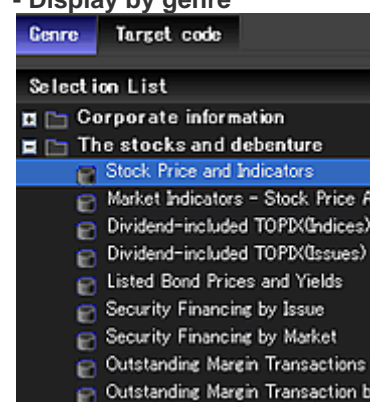 - Display by genre
Genre Target code
Selection List
Corporate information
The stocks and debenture
Stock Price and Indicators
Market Indicators - Stock Price
Dividend-included TOPIX(Indices)
Dividend-included TOPIX(Issues)
Listed Bond Prices and Yields
Security Financing by Issue
Security Financing by Market
Outstanding Margin Transactions
Outstanding Margin Transaction